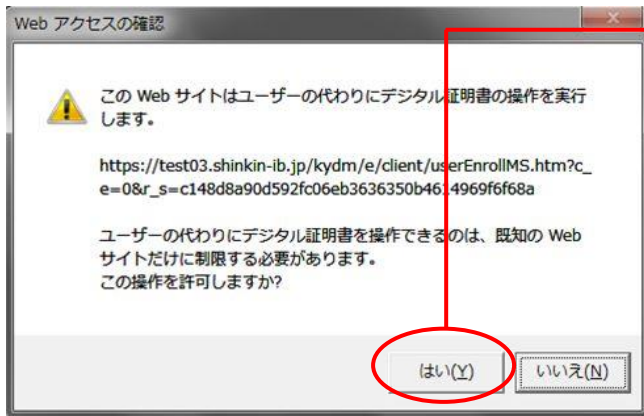 Web アクセスの確認
この Web サイトはユーザーの代わりにデジタル証明書の操作を実行
します。
https://test03.shinkin-ib.jp/kydm/e/client/userEnrollMS.htm?c_
e=0&r_s=c148d8a90d592fc06eb3636350b4614969f6f68a
ユーザーの代わりにデジタル証明書を操作できるのは、既知の Web
サイトだけに制限する必要があります。
この操作を許可しますか?
はい(Y)
いいえ(N)